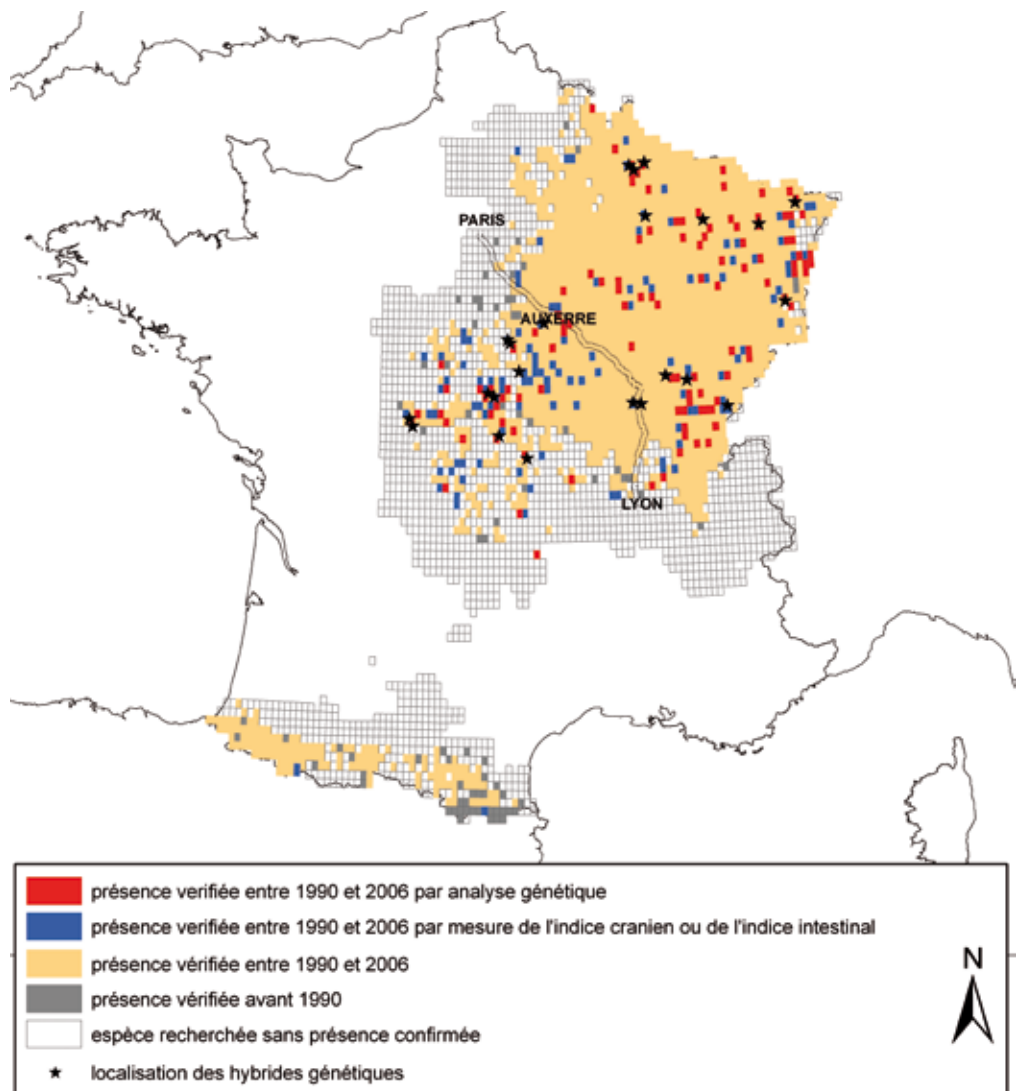 PARIS
AUXERRE
LYON
présence verifiée entre 1990 et 2006 par analyse génétique
présence verifiée entre 1990 et 2006 par mesure de l'indice cranien ou de l'indice intestinal
présence vérifiée entre 1990 et 2006
présence vérifiée avant 1990
espèce recherchée sans présence confirmée
localisation des hybrides génétiques
N